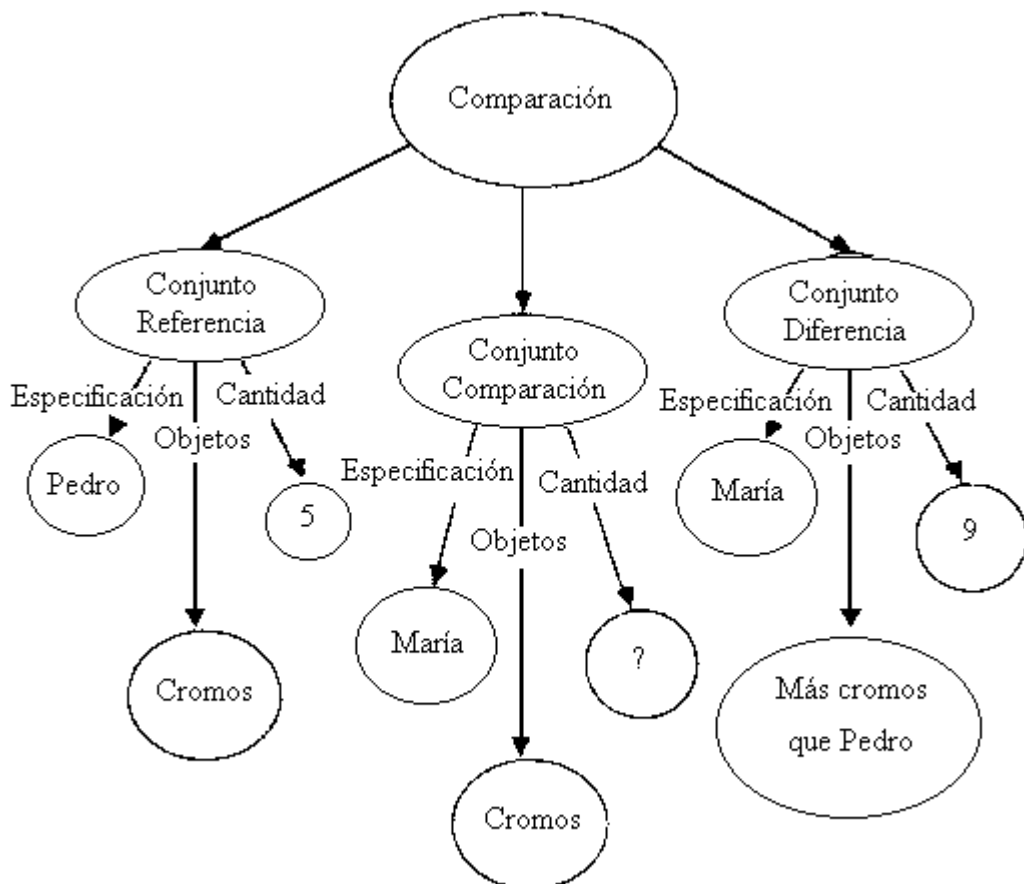 Comparación
Conjunto
Referencia
Conjunto
Diferencia
Conjunto
Comparación
Especificación
Cantidad
Objetos
Pedro
5
Cromos
Especificación
Cantidad
Objetos
María
?
Cromos
Especificación
Cantidad
Objetos
María
9
Más cromos
que Pedro